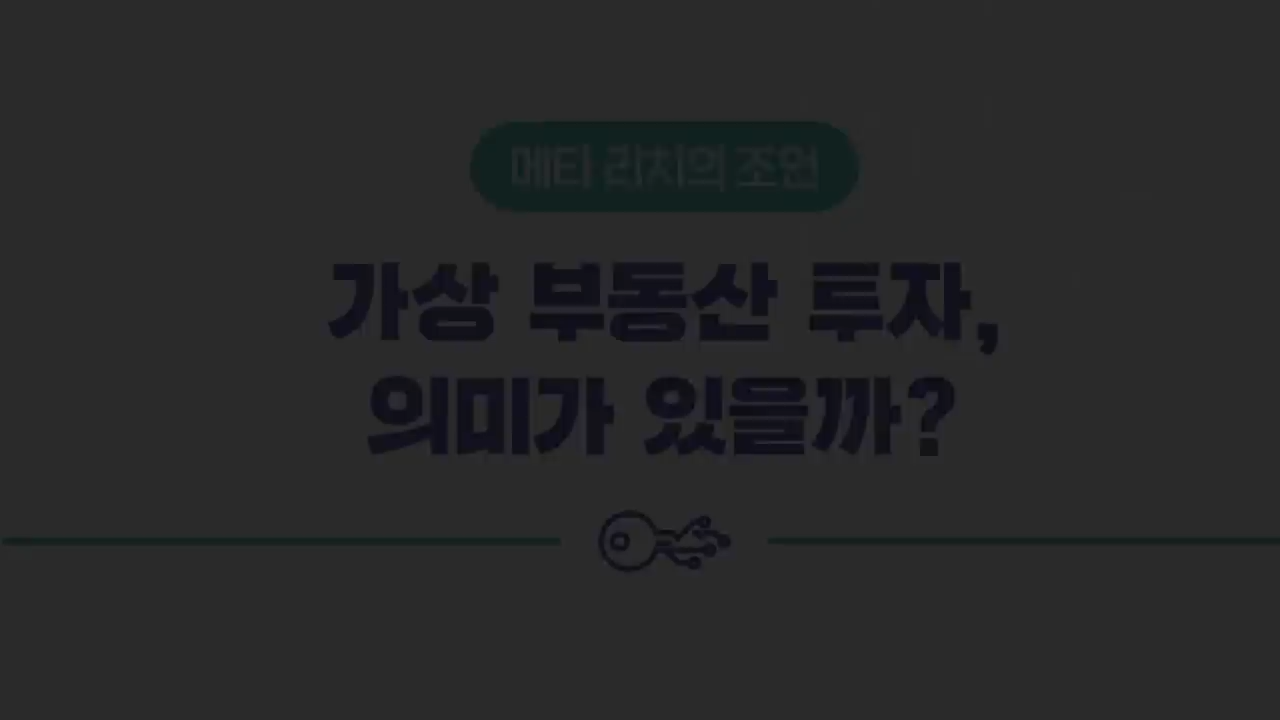 메타 리치의 조언
가상 부동산 투자,
의미가 있을까?